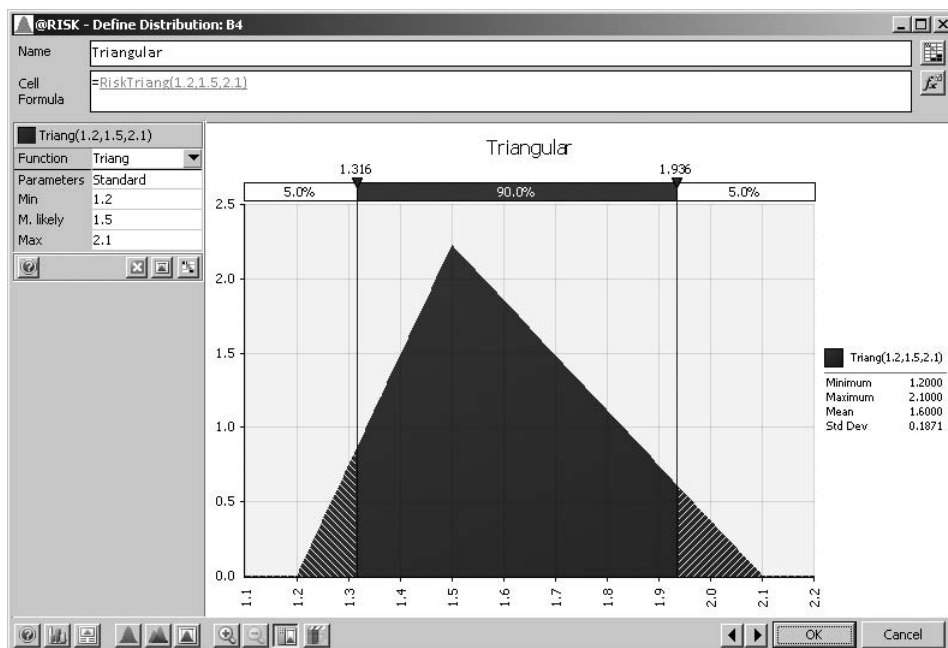 @RISK - Define Distribution: B4
Name Triangular
Cell Formula =RiskTriang(1.2,1.5,2.1)
Triang(1.2,1.5,2.1)
Function Triang
Parameters Standard
Min 1.2
M. likely 1.5
Max 2.1
Triangular
1.316 1.936
5.0% 90.0% 5.0%
2.5
2.0
1.5
1.0
0.5
0.0
1.1 1.2 1.3 1.4 1.5 1.6 1.7 1.8 1.9 2.0 2.1 2.2
Triang(1.2,1.5,2.1)
Minimum 1.2000
Maximum 2.1000
Mean 1.6000
Std Dev 0.1871
OK Cancel